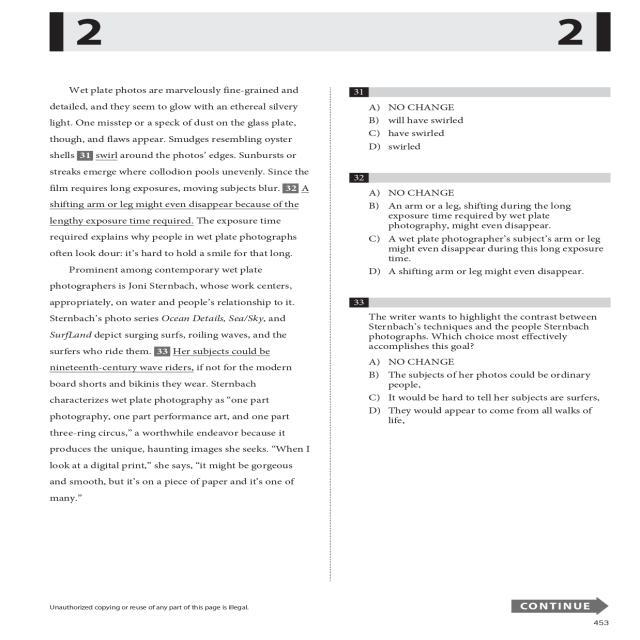 2
2
Wet plate photos are marvelously fine-grained and
detailed, and they seem to glow with an ethereal silvery
light. One misstep or a speck of dust on the glass plate,
though, and flaws appear. Smudges resembling oyster
shells 31 swirl around the photos' edges. Sunbursts or
streaks emerge where collodion pools unevenly. Since the
film requires long exposures, moving subjects blur. 32 A
shifting arm or leg might even disappear because of the
lengthy exposure time required. The exposure time
required explains why people in wet plate photographs
often look dour: it's hard to hold a smile for that long.
Prominent among contemporary wet plate
photographers is Joni Sternbach, whose work centers,
appropriately, on water and people's relationship to it.
Sternbach's photo series Ocean Details, Sea/Sky, and
SurfLand depict surging surfs, roiling waves, and the
surfers who ride them. 33 Her subjects could be
nineteenth-century wave riders, if not for the modern
board shorts and bikinis they wear. Sternbach
characterizes wet plate photography as "one part
photography, one part performance art, and one part
three-ring circus," a worthwhile endeavor because it
produces the unique, haunting images she seeks. "When I
look at a digital print," she says, "it might be gorgeous
and smooth, but it's on a piece of paper and it's one of
many."
31
A) NO CHANGE
B) will have swirled
C) have swirled
D) swirled
32
A) NO CHANGE
B) An arm or a leg, shifting during the long
exposure time required by wet plate
photography, might even disappear.
C) A wet plate photographer's subject's arm or leg
might even disappear during this long exposure
time.
D) A shifting arm or leg might even disappear.
33
The writer wants to highlight the contrast between
Sternbach's techniques and the people Sternbach
photographs. Which choice most effectively
accomplishes this goal?
A) NO CHANGE
B) The subjects of her photos could be ordinary
people,
C) It would be hard to tell her subjects are surfers,
D) They would appear to come from all walks of
life,
Unauthorized copying or reuse of any part of this page is illegal.
CONTINUE
453